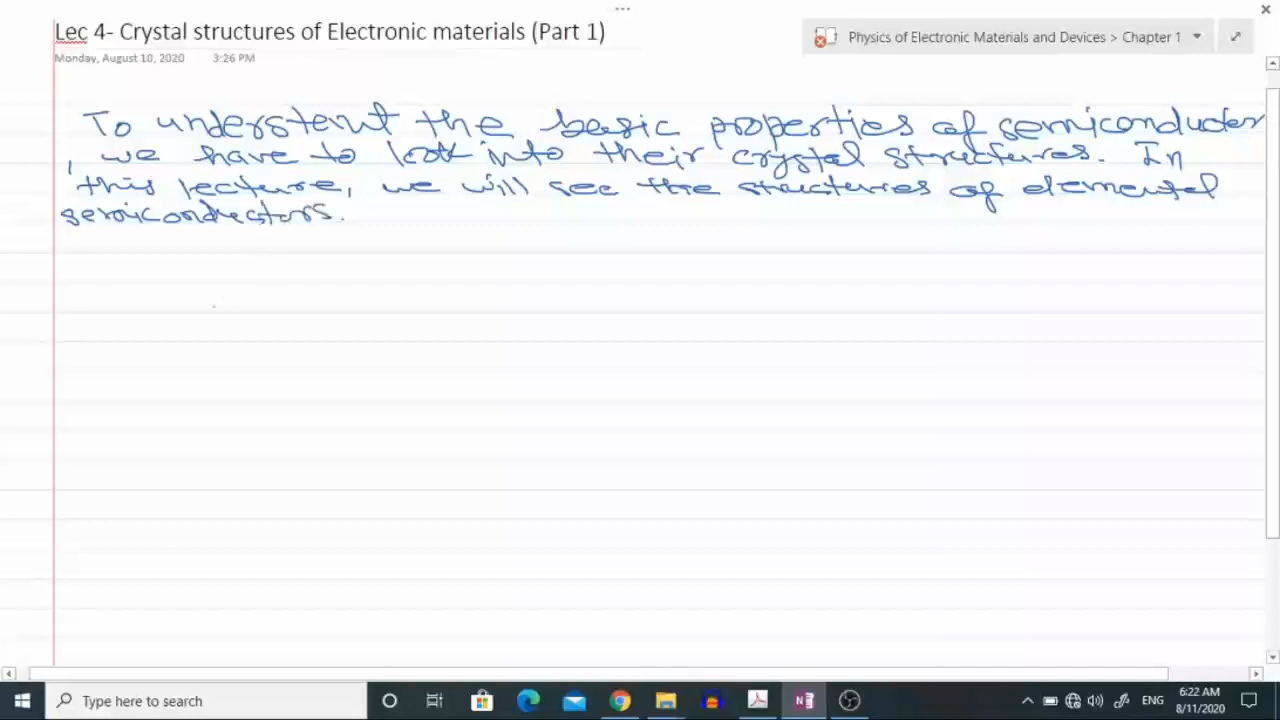 Lec 4- Crystal structures of Electronic materials (Part 1)
Physics of Electronic Materials and Devices > Chapter 1
Monday, August 10, 2020 3:26 PM
To understand the basic properties of semiconductor
, we have to look into their crystal structures. In
this lecture, we will see the structures of elemental
semiconductors.
Type here to search
ENG
6:22 AM
8/11/2020